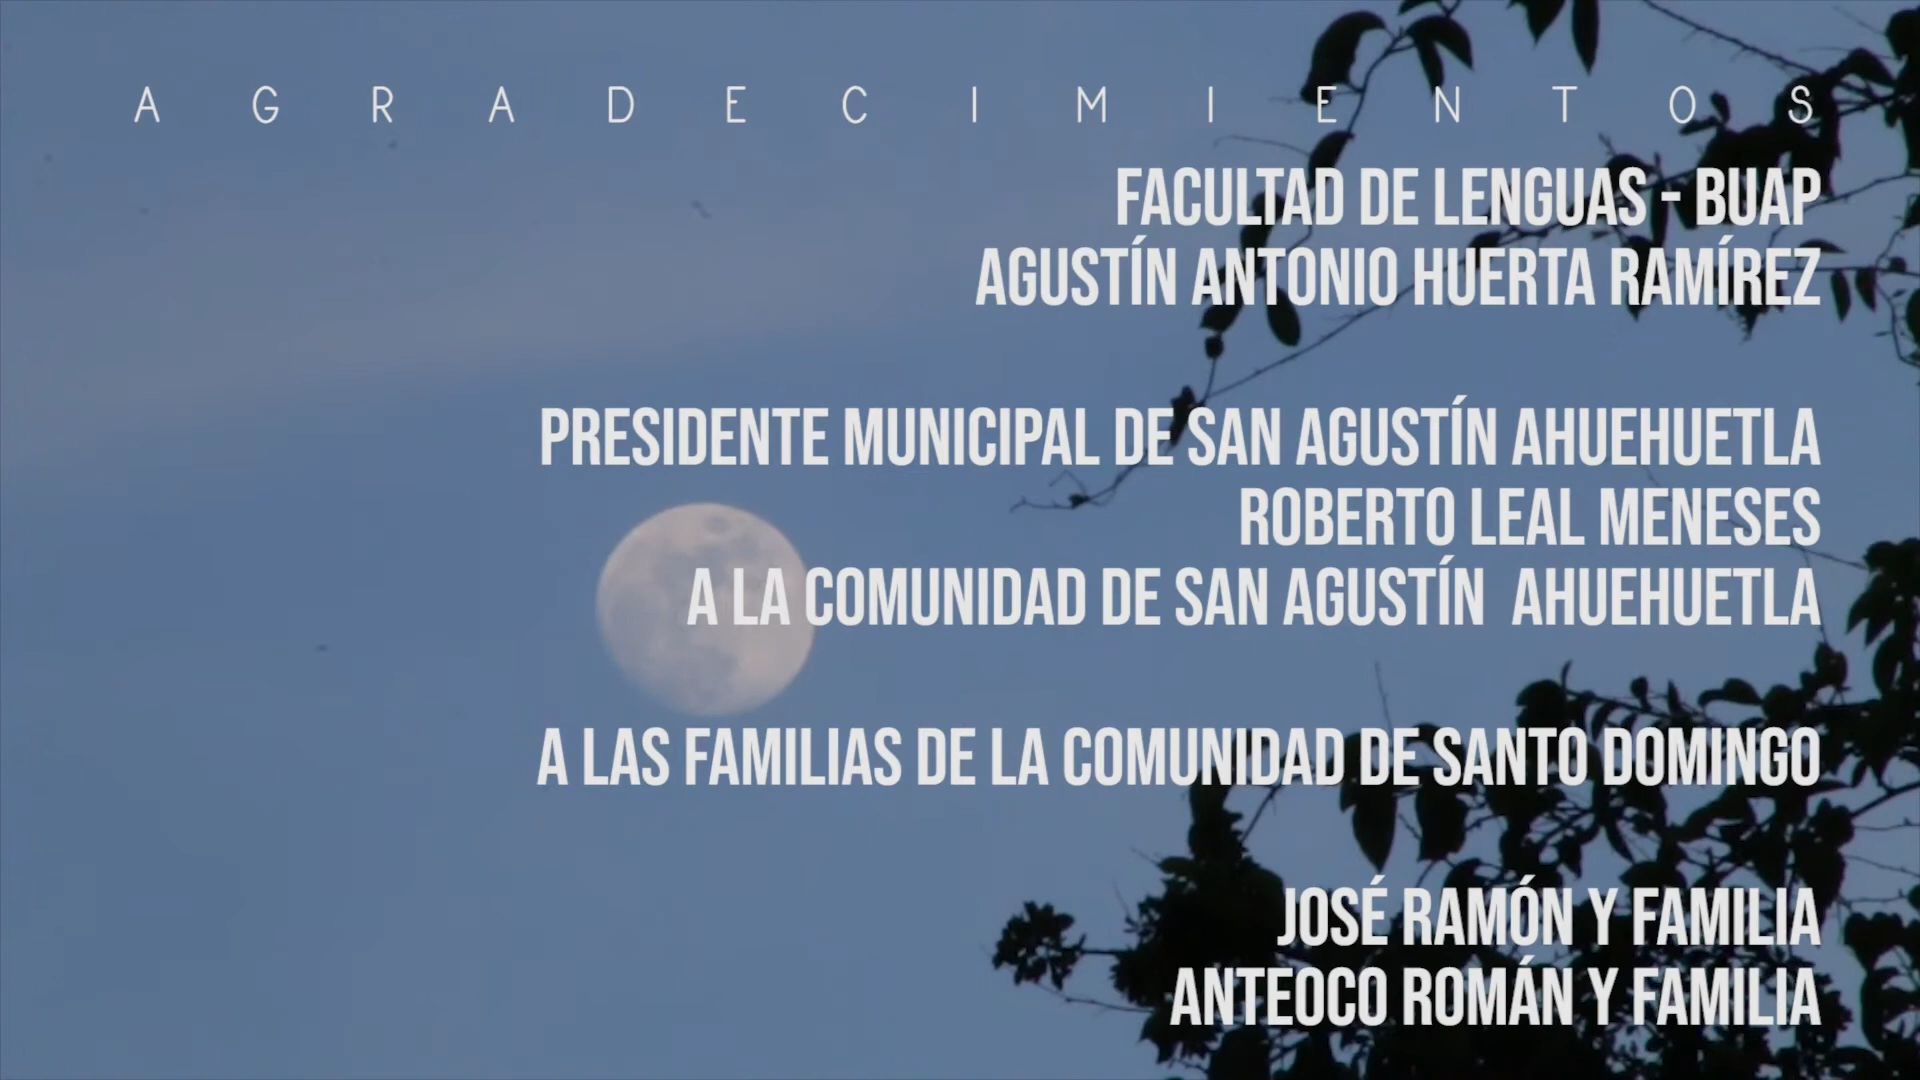 AGRADECIMIENTOS
FACULTAD DE LENGUAS - BUAP
AGUSTÍN ANTONIO HUERTA RAMÍREZ
PRESIDENTE MUNICIPAL DE SAN AGUSTÍN AHUEHUETLA
ROBERTO LEAL MENESES
A LA COMUNIDAD DE SAN AGUSTÍN AHUEHUETLA
A LAS FAMILIAS DE LA COMUNIDAD DE SANTO DOMINGO
JOSÉ RAMÓN Y FAMILIA
ANTEOCO ROMÁN Y FAMILIA